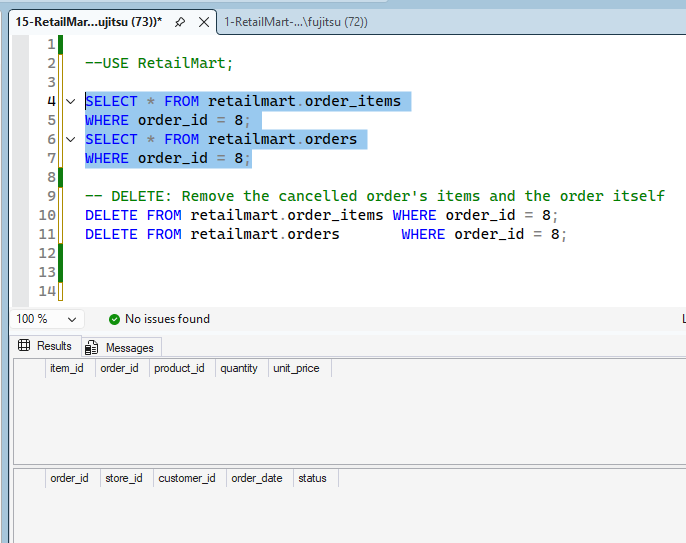 15-RetailMar...ujitsu (73))* 1-RetailMart-...\fujitsu (72))
1
2 --USE RetailMart;
3
4 SELECT * FROM retailmart.order_items
5 WHERE order_id = 8;
6 SELECT * FROM retailmart.orders
7 WHERE order_id = 8;
8
9 -- DELETE: Remove the cancelled order's items and the order itself
10 DELETE FROM retailmart.order_items WHERE order_id = 8;
11 DELETE FROM retailmart.orders       WHERE order_id = 8;
12
13
14
100 % No issues found L
Results Messages
item_id order_id product_id quantity unit_price
order_id store_id customer_id order_date status